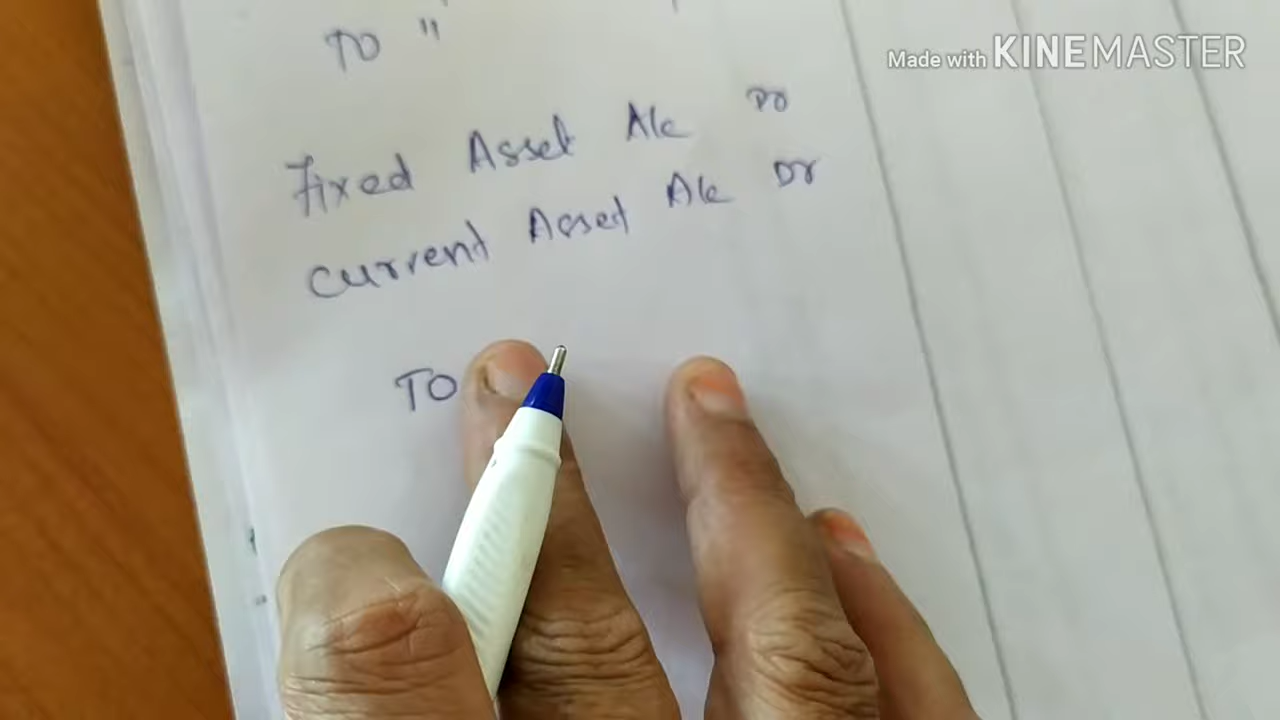 Made with KINEMASTER
TO "
Fixed Asset A/c Dr
Current Asset A/c Dr
TO